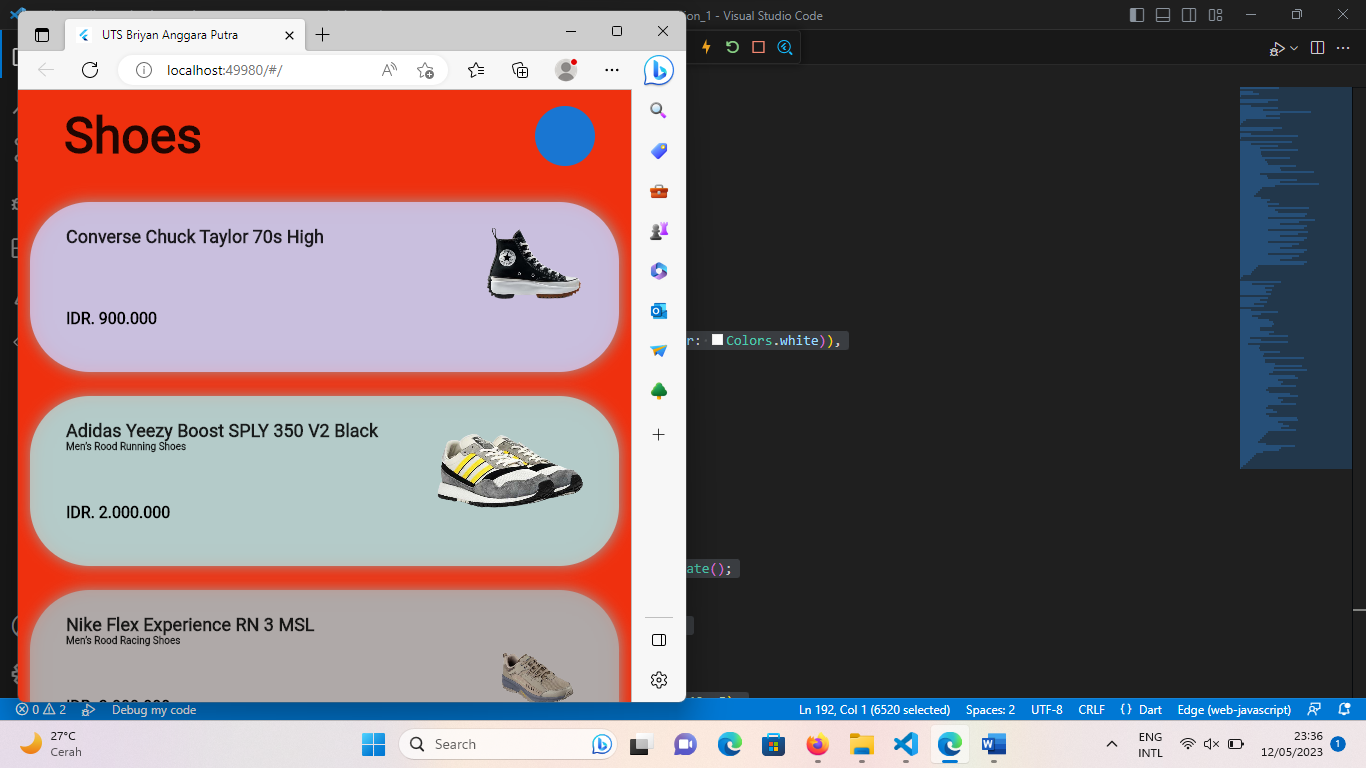 on_1 - Visual Studio Code
UTS Briyan Anggara Putra
localhost:49980/#/
Shoes
Converse Chuck Taylor 70s High
IDR. 900.000
r: Colors.white)),
Adidas Yeezy Boost SPLY 350 V2 Black
Men's Rood Running Shoes
IDR. 2.000.000
ate();
Nike Flex Experience RN 3 MSL
Men's Rood Racing Shoes
0 2
Debug my code
Ln 192, Col 1 (6520 selected)
Spaces: 2
UTF-8
CRLF
{} Dart
Edge (web-javascript)
27°C
Cerah
Search
ENG
INTL
23:36
12/05/2023
1